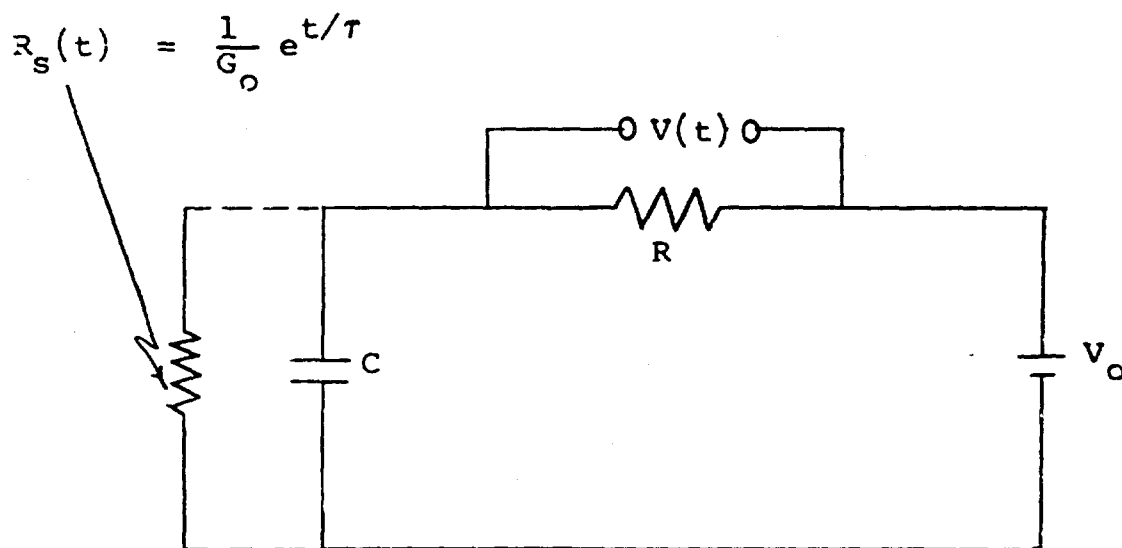 R_s(t) = 1/G_o e^{t/τ}
V(t)
R
C
V_o